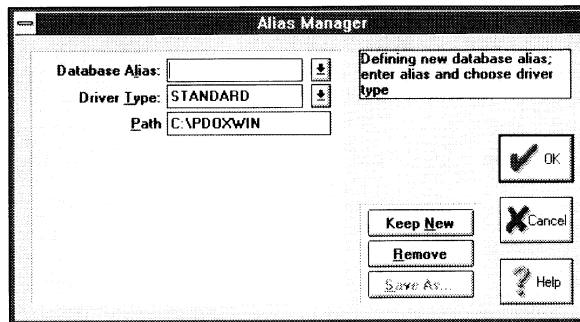 Alias Manager
Database Alias:
Driver Type: STANDARD
Path C:\PDOXWIN
Defining new database alias;
enter alias and choose driver
type
OK
Cancel
Help
Keep New
Remove
Save As...